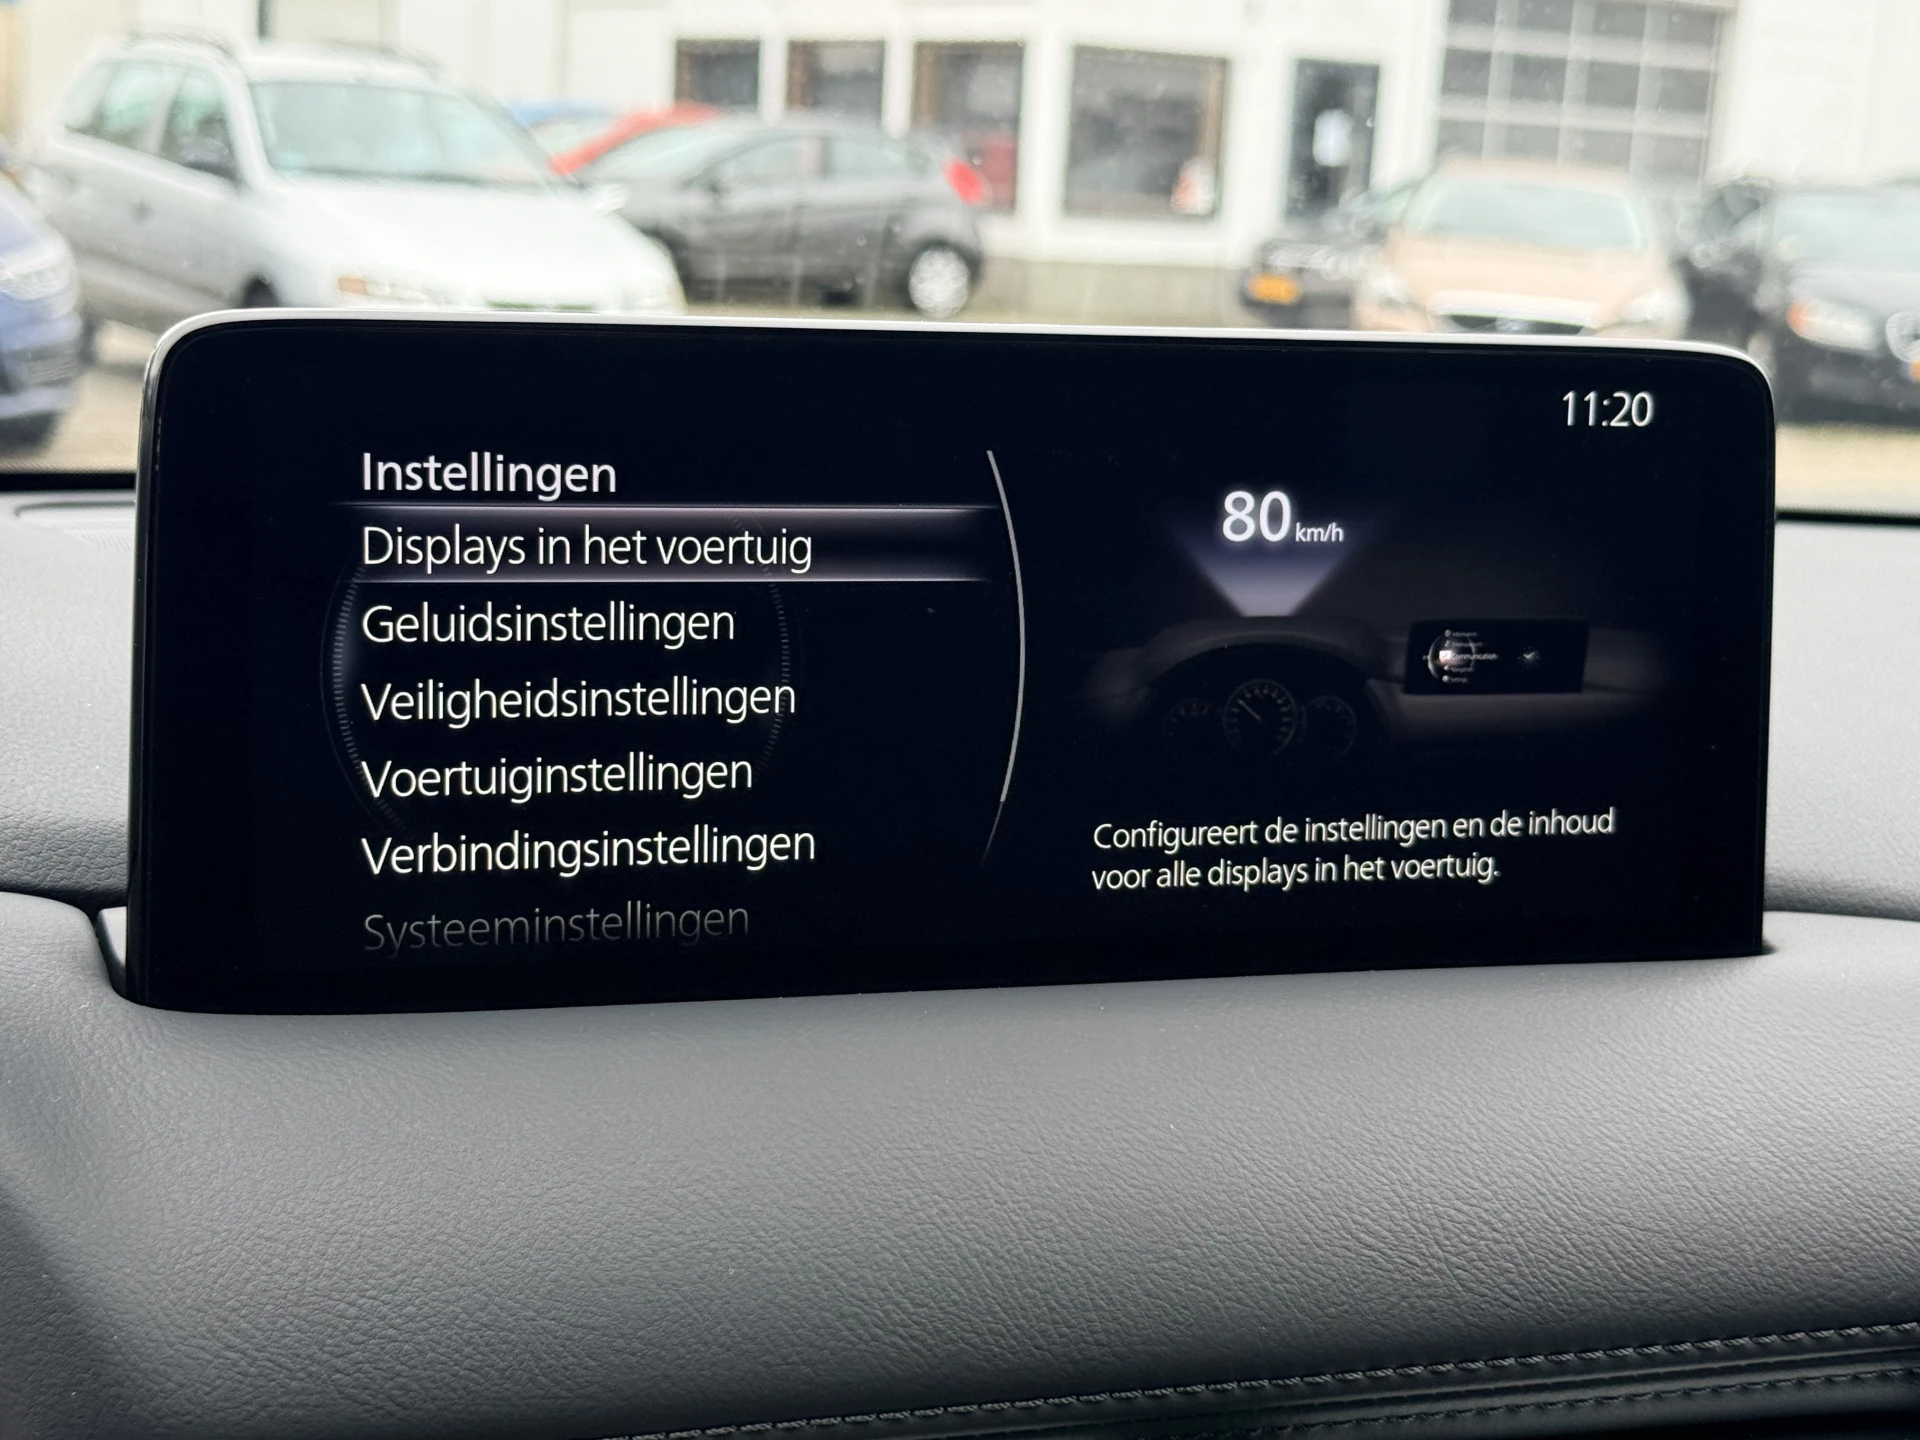 11:20
Instellingen
Displays in het voertuig
Geluidsinstellingen
Veiligheidsinstellingen
Voertuiginstellingen
Verbindingsinstellingen
Systeeminstellingen
80 km/h
Communication
Configureert de instellingen en de inhoud
voor alle displays in het voertuig.